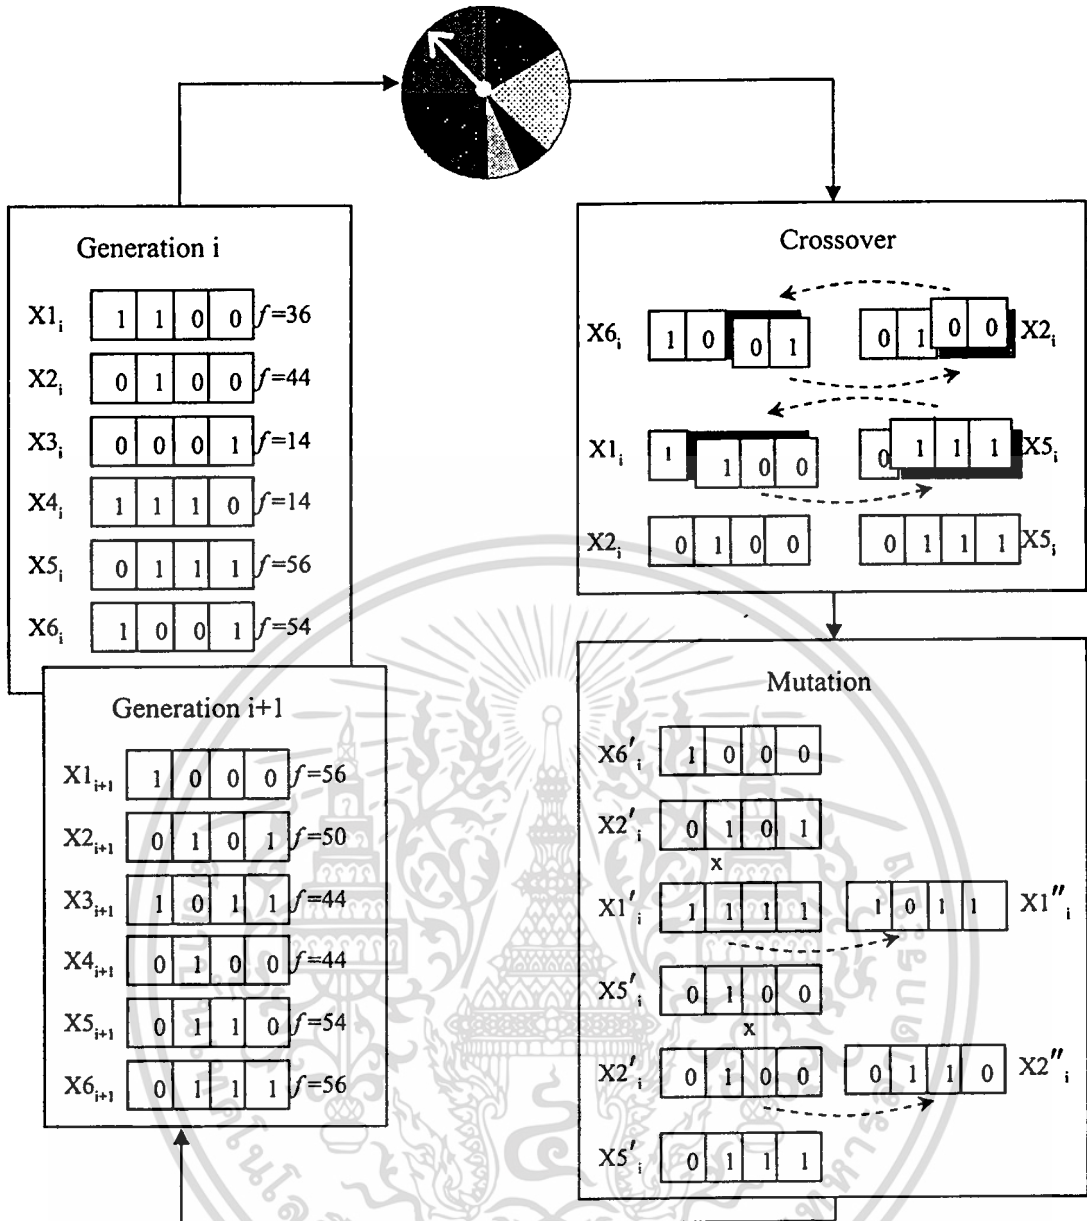 Generation i
X1i 1 1 0 0 f=36
X2i 0 1 0 0 f=44
X3i 0 0 0 1 f=14
X4i 1 1 1 0 f=14
X5i 0 1 1 1 f=56
X6i 1 0 0 1 f=54
Generation i+1
X1i+1 1 0 0 0 f=56
X2i+1 0 1 0 1 f=50
X3i+1 1 0 1 1 f=44
X4i+1 0 1 0 0 f=44
X5i+1 0 1 1 0 f=54
X6i+1 0 1 1 1 f=56
Crossover
X6i 1 0 0 1 0 1 0 0 X2i
X1i 1 1 0 0 0 1 1 1 X5i
X2i 0 1 0 0 0 1 1 1 X5i
Mutation
X6′i 1 0 0 0
X2′i 0 1 0 1
x
X1′i 1 1 1 1 1 0 1 1 X1″i
X5′i 0 1 0 0
x
X2′i 0 1 0 0 0 1 1 0 X2″i
X5′i 0 1 1 1